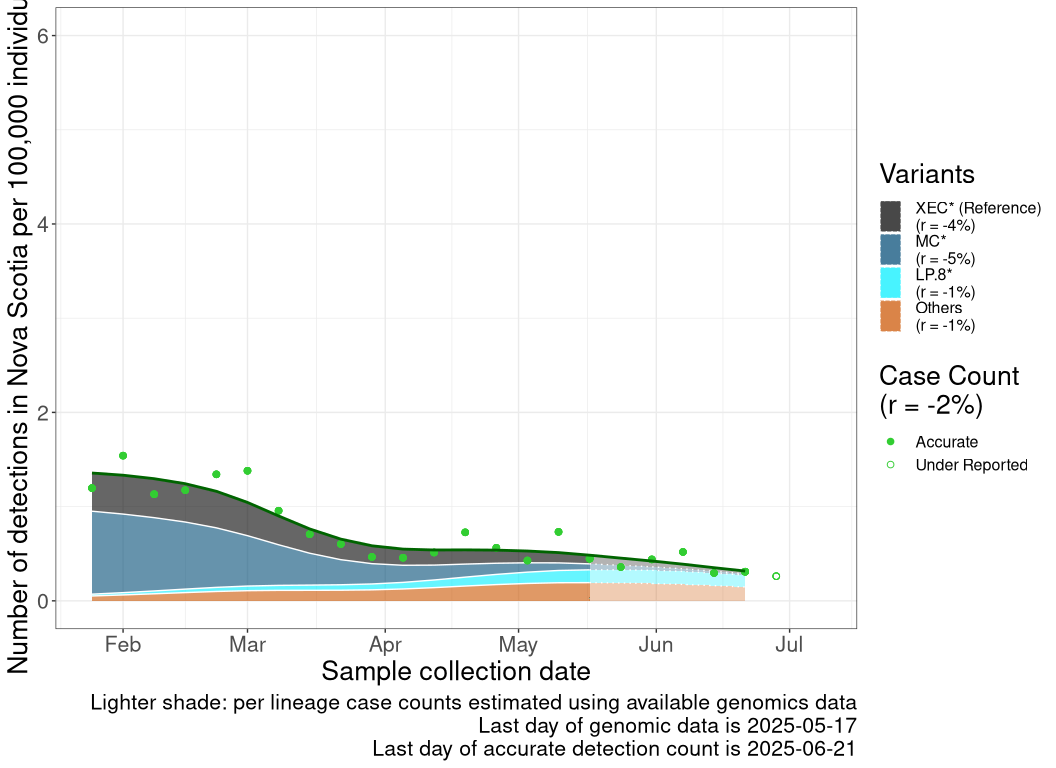 Number of detections in Nova Scotia per 100,000
6
4
2
0
Feb Mar Apr May Jun Jul
Sample collection date
Variants
XEC* (Reference)
(r = -4%)
MC*
(r = -5%)
LP.8*
(r = -1%)
Others
(r = -1%)
Case Count
(r = -2%)
Accurate
Under Reported
Lighter shade: per lineage case counts estimated using available genomics data
Last day of genomic data is 2025-05-17
Last day of accurate detection count is 2025-06-21